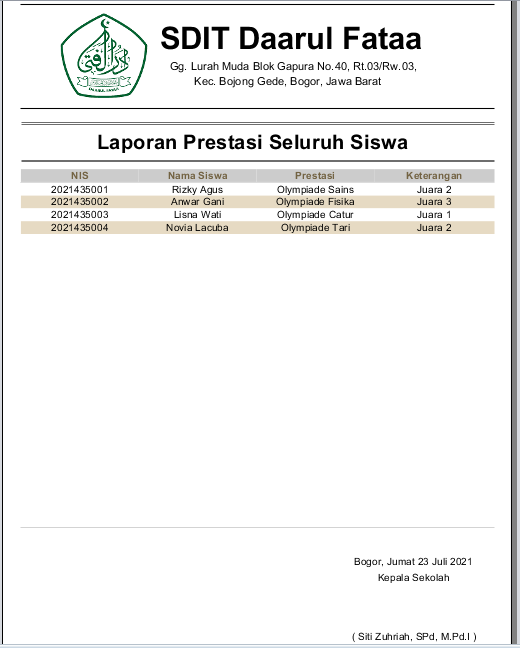 SDIT Daarul Fataa
Gg. Lurah Muda Blok Gapura No.40, Rt.03/Rw.03,
Kec. Bojong Gede, Bogor, Jawa Barat
Laporan Prestasi Seluruh Siswa
NIS Nama Siswa Prestasi Keterangan
2021435001 Rizky Agus Olympiade Sains Juara 2
2021435002 Anwar Gani Olympiade Fisika Juara 3
2021435003 Lisna Wati Olympiade Catur Juara 1
2021435004 Novia Lacuba Olympiade Tari Juara 2
Bogor, Jumat 23 Juli 2021
Kepala Sekolah
( Siti Zuhriah, SPd, M.Pd.I )